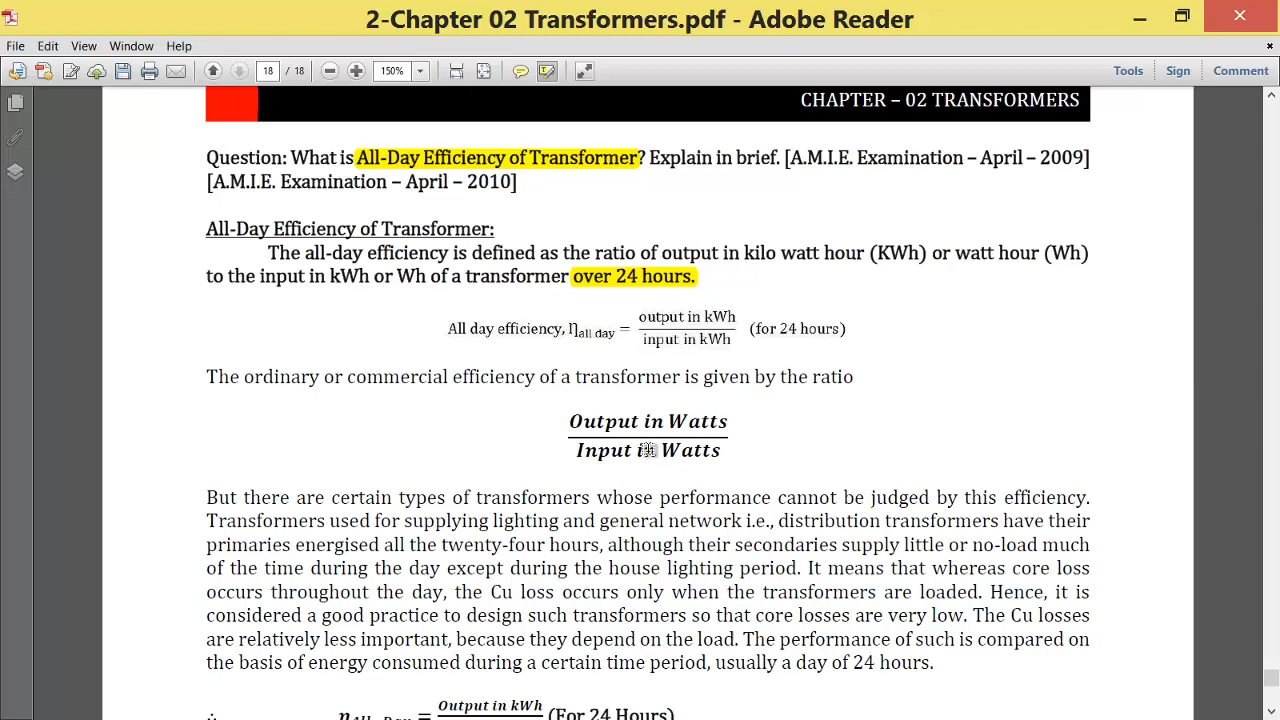 2-Chapter 02 Transformers.pdf - Adobe Reader
File Edit View Window Help
18 / 18 150% Tools Sign Comment
CHAPTER – 02 TRANSFORMERS
Question: What is All-Day Efficiency of Transformer? Explain in brief. [A.M.I.E. Examination – April – 2009]
[A.M.I.E. Examination – April – 2010]
All-Day Efficiency of Transformer:
The all-day efficiency is defined as the ratio of output in kilo watt hour (KWh) or watt hour (Wh)
to the input in kWh or Wh of a transformer over 24 hours.
All day efficiency, η all day = output in kWh / input in kWh (for 24 hours)
The ordinary or commercial efficiency of a transformer is given by the ratio
Output in Watts
Input in Watts
But there are certain types of transformers whose performance cannot be judged by this efficiency.
Transformers used for supplying lighting and general network i.e., distribution transformers have their
primaries energised all the twenty-four hours, although their secondaries supply little or no-load much
of the time during the day except during the house lighting period. It means that whereas core loss
occurs throughout the day, the Cu loss occurs only when the transformers are loaded. Hence, it is
considered a good practice to design such transformers so that core losses are very low. The Cu losses
are relatively less important, because they depend on the load. The performance of such is compared on
the basis of energy consumed during a certain time period, usually a day of 24 hours.
∴ η All-Day = Output in kWh (For 24 Hours)